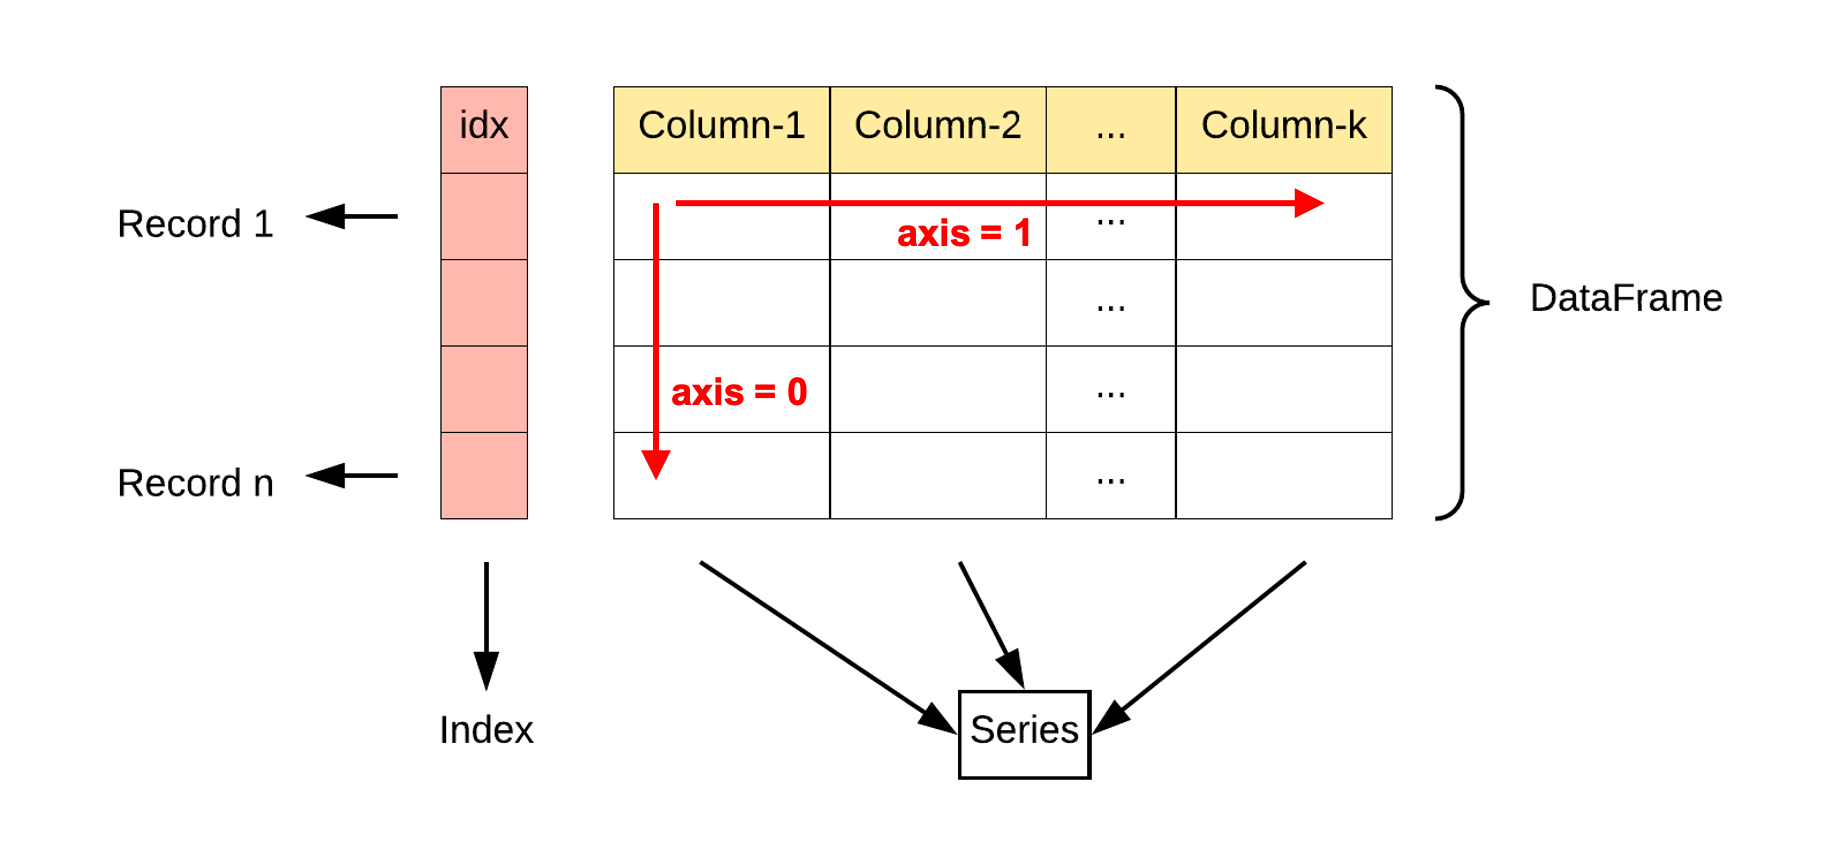 idx
Column-1 Column-2 ... Column-k
Record 1
axis = 1
...
...
DataFrame
axis = 0
...
Record n
...
Index
Series